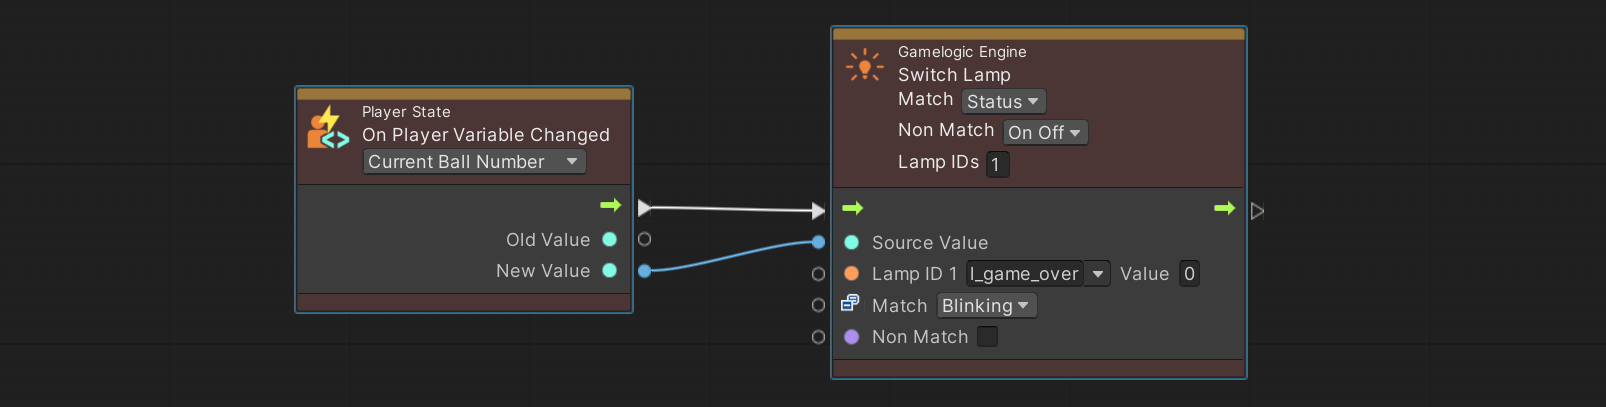 Player State
On Player Variable Changed
Current Ball Number
Old Value
New Value
Gamelogic Engine
Switch Lamp
Match Status
Non Match On Off
Lamp IDs 1
Source Value
Lamp ID 1 l_game_over Value 0
Match Blinking
Non Match